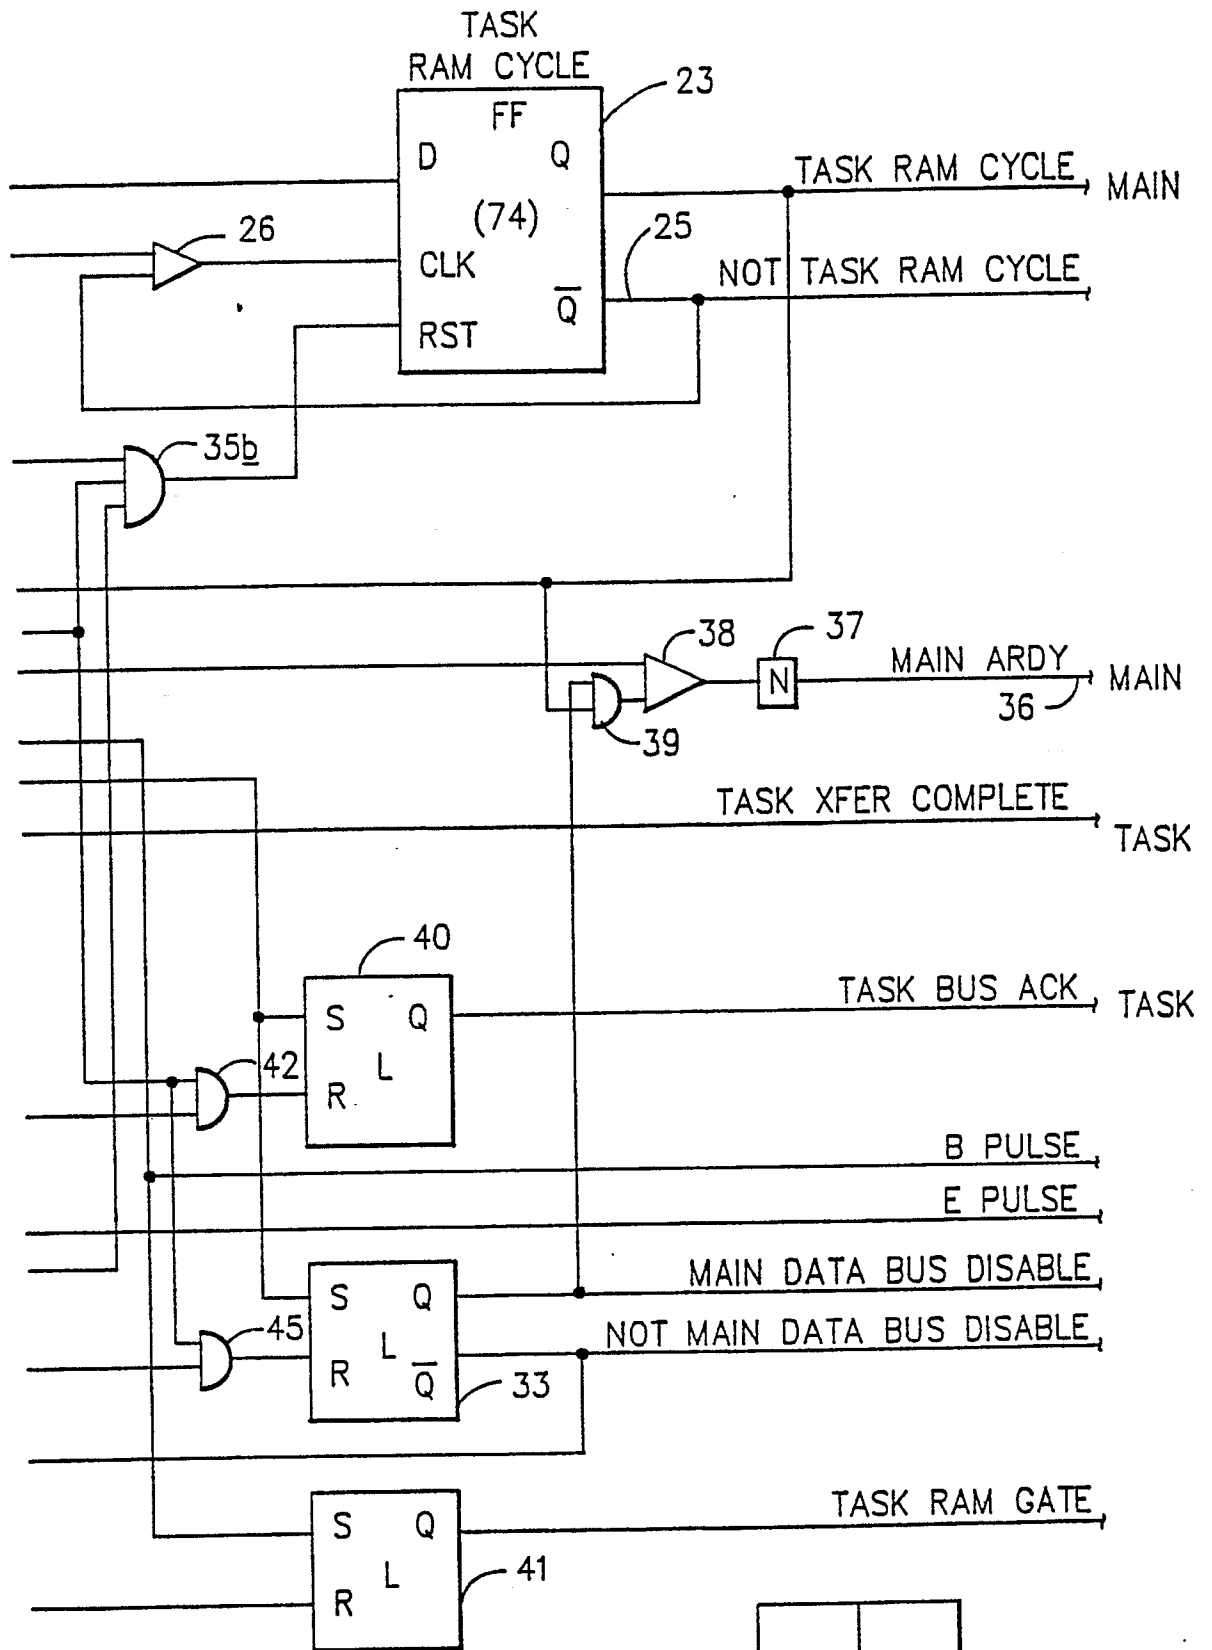 TASK
RAM CYCLE
23
FF
D
Q
TASK RAM CYCLE
MAIN
(74)
26
25
CLK
NOT TASK RAM CYCLE
Q
RST
35b
38
37
MAIN ARDY
N
MAIN
36
39
TASK XFER COMPLETE
TASK
40
TASK BUS ACK
TASK
S
Q
L
42
R
B PULSE
E PULSE
MAIN DATA BUS DISABLE
S
Q
45
NOT MAIN DATA BUS DISABLE
L
R
Q
33
TASK RAM GATE
S
Q
L
41
R